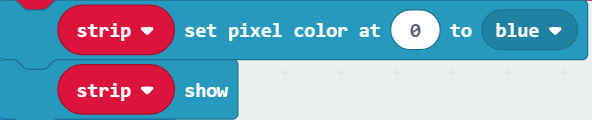 strip set pixel color at 0 to blue
strip show